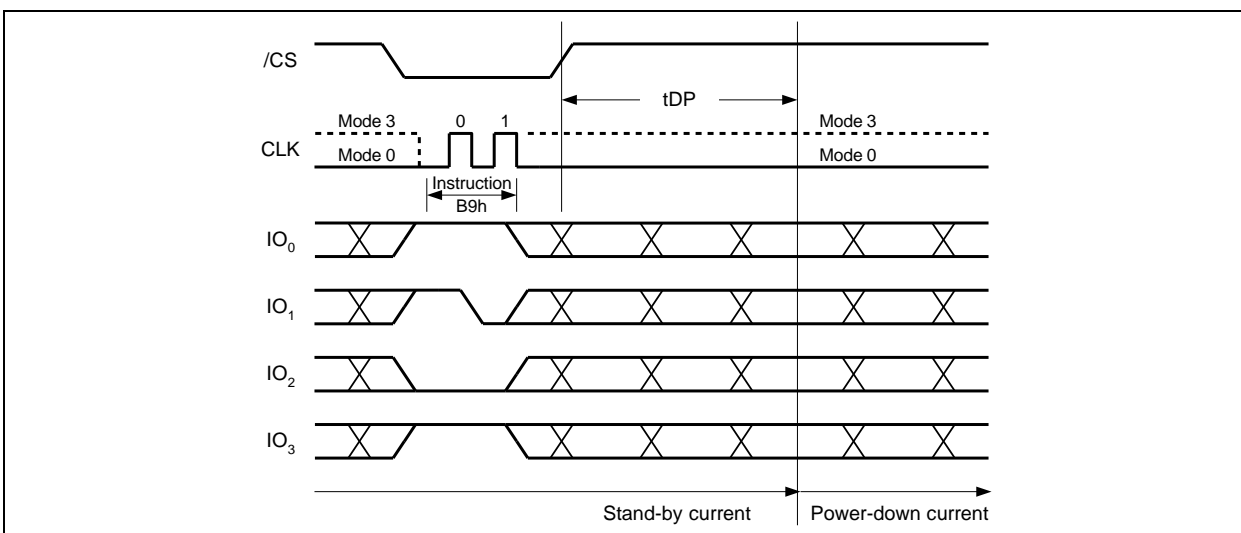 /CS
tDP
Mode 3 0 1 Mode 3
CLK
Mode 0 Mode 0
Instruction
B9h
IO0
IO1
IO2
IO3
Stand-by current Power-down current